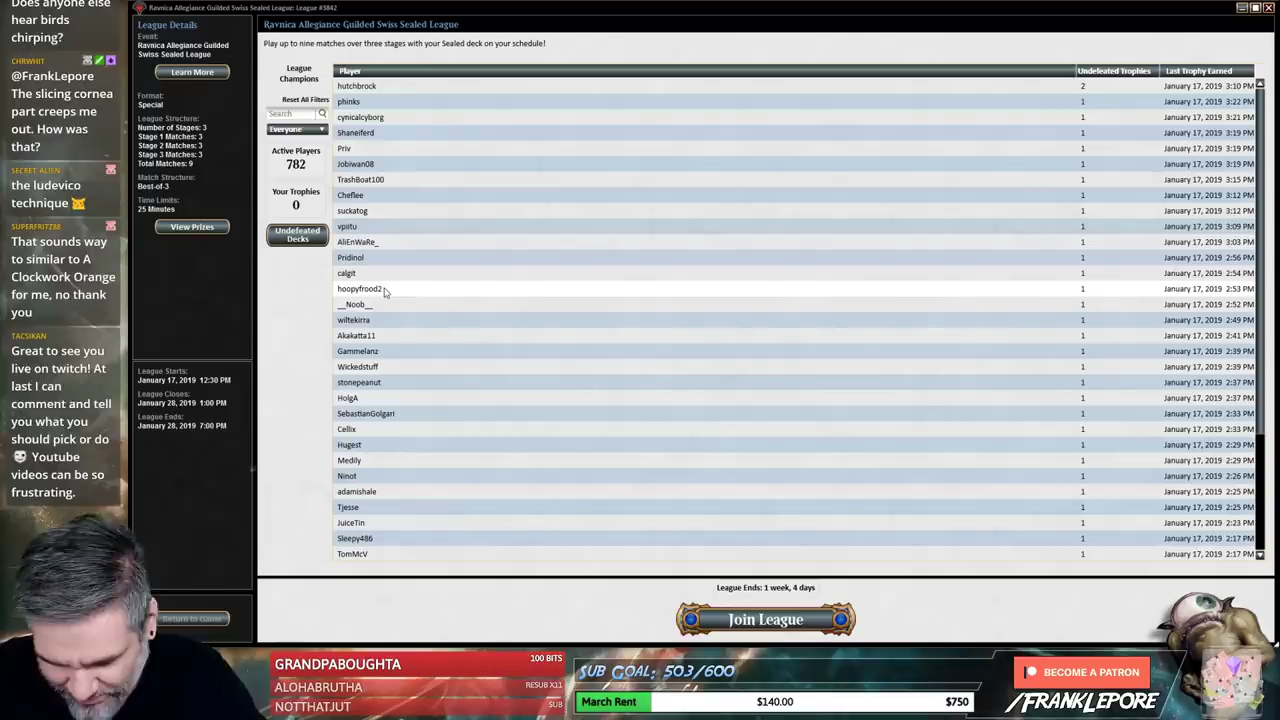 Does anyone else
hear birds
chirping?
CHRWHIT
@FrankLepore
The slicing cornea
part creeps me
out. How was
that?
SECRET ALIEN
the ludevico
technique
SUPERFRITZ88
That sounds way
to similar to A
Clockwork Orange
for me, no thank
you
TACSIKAN
Great to see you
live on twitch! At
last I can
comment and tell
you what you
should pick or do
Youtube
videos can be so
frustrating.
Ravnica Allegiance Guilded Swiss Sealed League: League #3842
League Details
Event:
Ravnica Allegiance Guilded
Swiss Sealed League
Learn More
Format:
Special
League Structure:
Number of Stages: 3
Stage 1 Matches: 3
Stage 2 Matches: 3
Stage 3 Matches: 3
Total Matches: 9
Match Structure:
Best-of-3
Time Limits:
25 Minutes
View Prizes
League Starts:
January 17, 2019 12:30 PM
League Closes:
January 28, 2019 1:00 PM
League Ends:
January 28, 2019 7:00 PM
Return to Game
Ravnica Allegiance Guilded Swiss Sealed League
Play up to nine matches over three stages with your Sealed deck on your schedule!
League
Champions
Reset All Filters
Search
Everyone
Active Players
782
Your Trophies
0
Undefeated
Decks
Player Undefeated Trophies Last Trophy Earned
hutchbrock 2 January 17, 2019 3:10 PM
phinks 1 January 17, 2019 3:22 PM
cynicalcyborg 1 January 17, 2019 3:21 PM
Shaneiferd 1 January 17, 2019 3:19 PM
Priv 1 January 17, 2019 3:19 PM
Jobiwan08 1 January 17, 2019 3:19 PM
TrashBoat100 1 January 17, 2019 3:15 PM
Cheflee 1 January 17, 2019 3:12 PM
suckatog 1 January 17, 2019 3:12 PM
vpiitu 1 January 17, 2019 3:09 PM
AliEnWaRe_ 1 January 17, 2019 3:03 PM
Pridinol 1 January 17, 2019 2:56 PM
calgit 1 January 17, 2019 2:54 PM
hoopyfrood2 1 January 17, 2019 2:53 PM
__Noob__ 1 January 17, 2019 2:52 PM
wiltekirra 1 January 17, 2019 2:49 PM
Akakatta11 1 January 17, 2019 2:41 PM
Gammelanz 1 January 17, 2019 2:39 PM
Wickedstuff 1 January 17, 2019 2:39 PM
stonepeanut 1 January 17, 2019 2:37 PM
HolgA 1 January 17, 2019 2:37 PM
SebastianGolgari 1 January 17, 2019 2:33 PM
Cellix 1 January 17, 2019 2:33 PM
Hugest 1 January 17, 2019 2:29 PM
Medily 1 January 17, 2019 2:29 PM
Ninot 1 January 17, 2019 2:26 PM
adamishale 1 January 17, 2019 2:25 PM
Tjesse 1 January 17, 2019 2:25 PM
JuiceTin 1 January 17, 2019 2:23 PM
Sleepy486 1 January 17, 2019 2:17 PM
TomMcV 1 January 17, 2019 2:17 PM
League Ends: 1 week, 4 days
Join League
GRANDPABOUGHTA 100 BITS
ALOHABRUTHA RESUB X11
NOTTHATJUT SUB
SUB GOAL: 503/600
March Rent $140.00 $750
BECOME A PATRON
/FRANKLEPORE